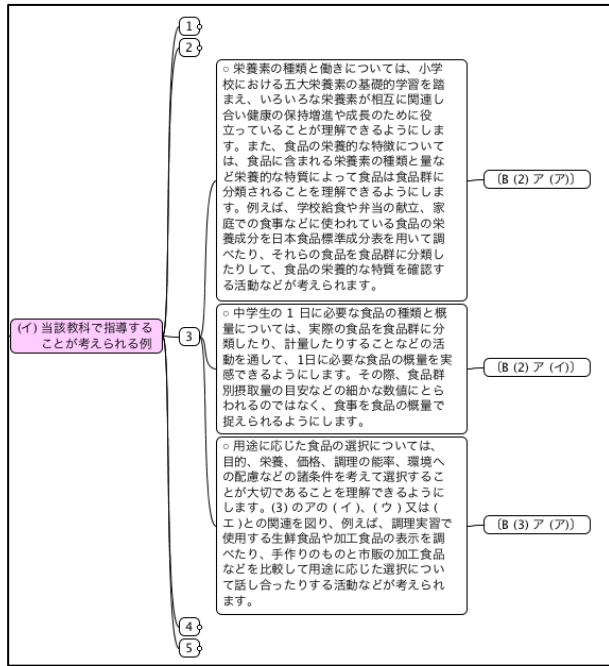 1
2
○ 栄養素の種類と働きについては、小学
校における五大栄養素の基礎的学習を踏
まえ、いろいろな栄養素が相互に関連し
合い健康の保持増進や成長のために役
立っていることが理解できるようにしま
す。また、食品の栄養的な特徴について
は、食品に含まれる栄養素の種類と量な
ど栄養的な特質によって食品は食品群に
分類されることを理解できるようにしま
す。例えば、学校給食や弁当の献立、家
庭での食事などに使われている食品の栄
養成分を日本食品標準成分表を用いて調
べたり、それらの食品を食品群に分類し
たりして、食品の栄養的な特質を確認す
る活動などが考えられます。
〔B (2) ア (ア)〕
(イ) 当該教科で指導する
ことが考えられる例
3
○ 中学生の 1 日に必要な食品の種類と概
量については、実際の食品を食品群に分
類したり、計量したりすることなどの活
動を通して、1日に必要な食品の概量を実
感できるようにします。その際、食品群
別摂取量の目安などの細かな数値にとら
われるのではなく、食事を食品の概量で
捉えられるようにします。
〔B (2) ア (イ)〕
○ 用途に応じた食品の選択については、
目的、栄養、価格、調理の能率、環境へ
の配慮などの諸条件を考えて選択するこ
とが大切であることを理解できるように
します。(3) のアの ( イ )、( ウ ) 又は (
エ )との関連を図り、例えば、調理実習で
使用する生鮮食品や加工食品の表示を調
べたり、手作りのものと市販の加工食品
などを比較して用途に応じた選択につい
て話し合ったりする活動などが考えられ
ます。
〔B (3) ア (ア)〕
4
5